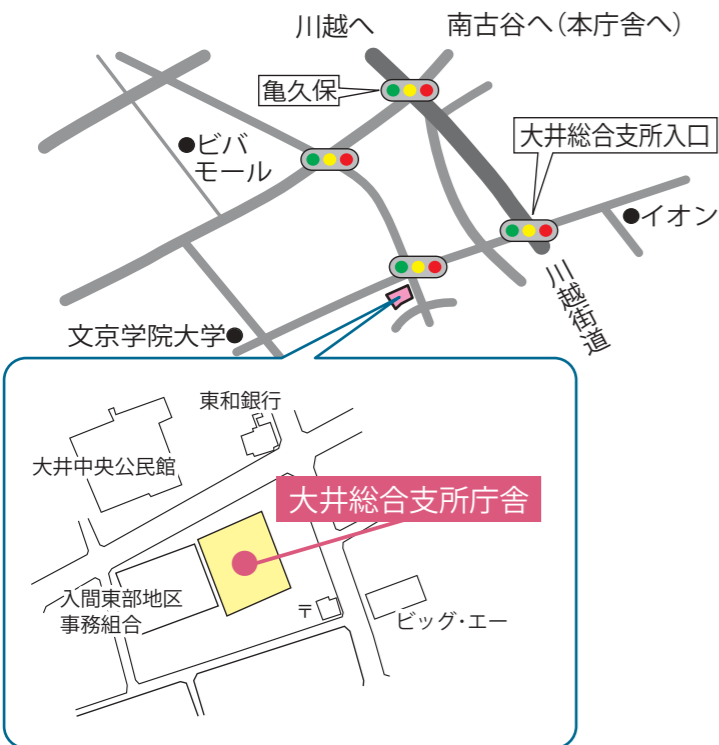 川越へ
南古谷へ（本庁舎へ）
亀久保
大井総合支所入口
●ビバ
モール
●イオン
川越街道
文京学院大学●
東和銀行
大井中央公民館
大井総合支所庁舎
入間東部地区
事務組合
〒
ビッグ・エー